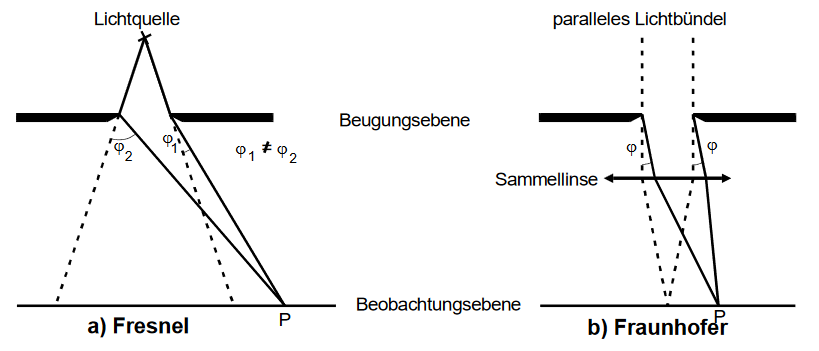 Lichtquelle
paralleles Lichtbündel
Beugungsebene
φ2
φ1
φ1 ≠ φ2
φ
φ
Sammellinse
Beobachtungsebene
P
P
a) Fresnel
b) Fraunhofer